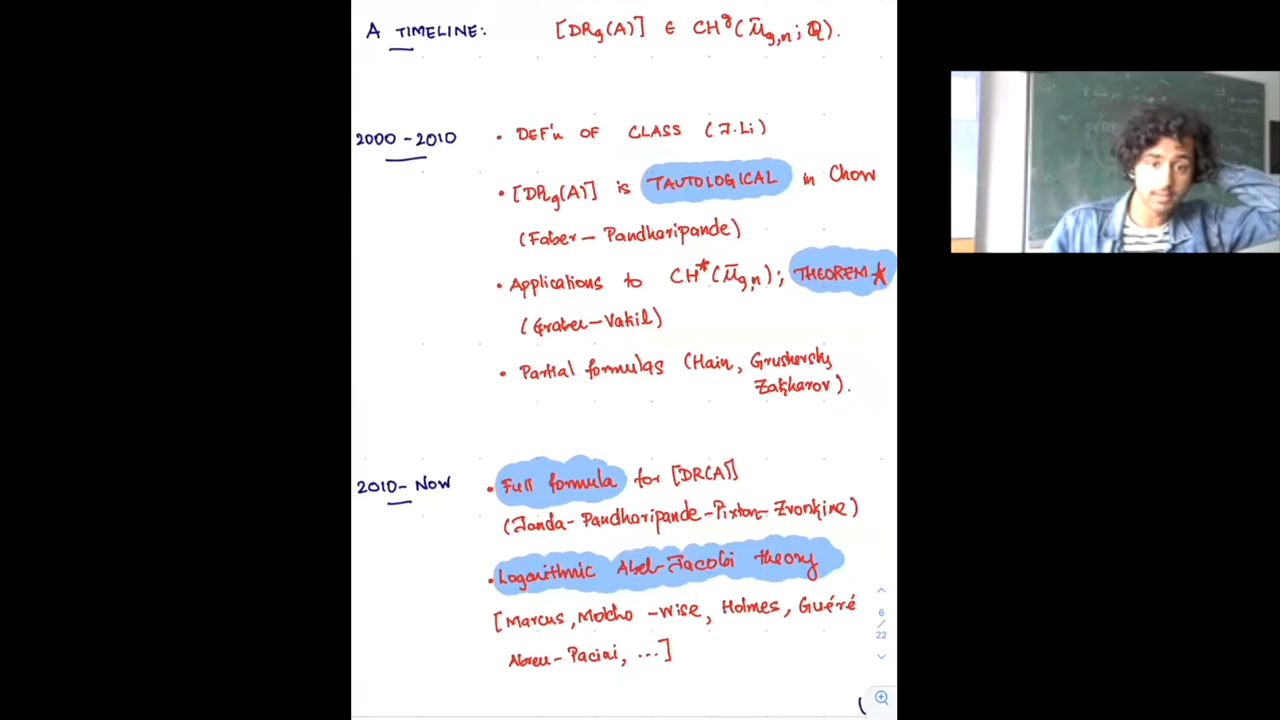 A TIMELINE: [DRg(A)] ∈ CH^g(M̄g,n; Q).
2000 - 2010 • DEF'n OF CLASS (J. Li)
• [DRg(A)] is TAUTOLOGICAL in Chow
(Faber - Pandharipande)
• Applications to CH*(M̄g,n); THEOREM ★
(Graber-Vakil)
• Partial formulas (Hain, Grushevsky
Zakharov).
2010 - NOW • Full formula for [DR(A)]
(Janda - Pandharipande - Pixton - Zvonkine)
• Logarithmic Abel-Jacobi theory
[Marcus, Molcho - Wise, Holmes, Guéré
Abreu - Pacini, ...]
6
/
22